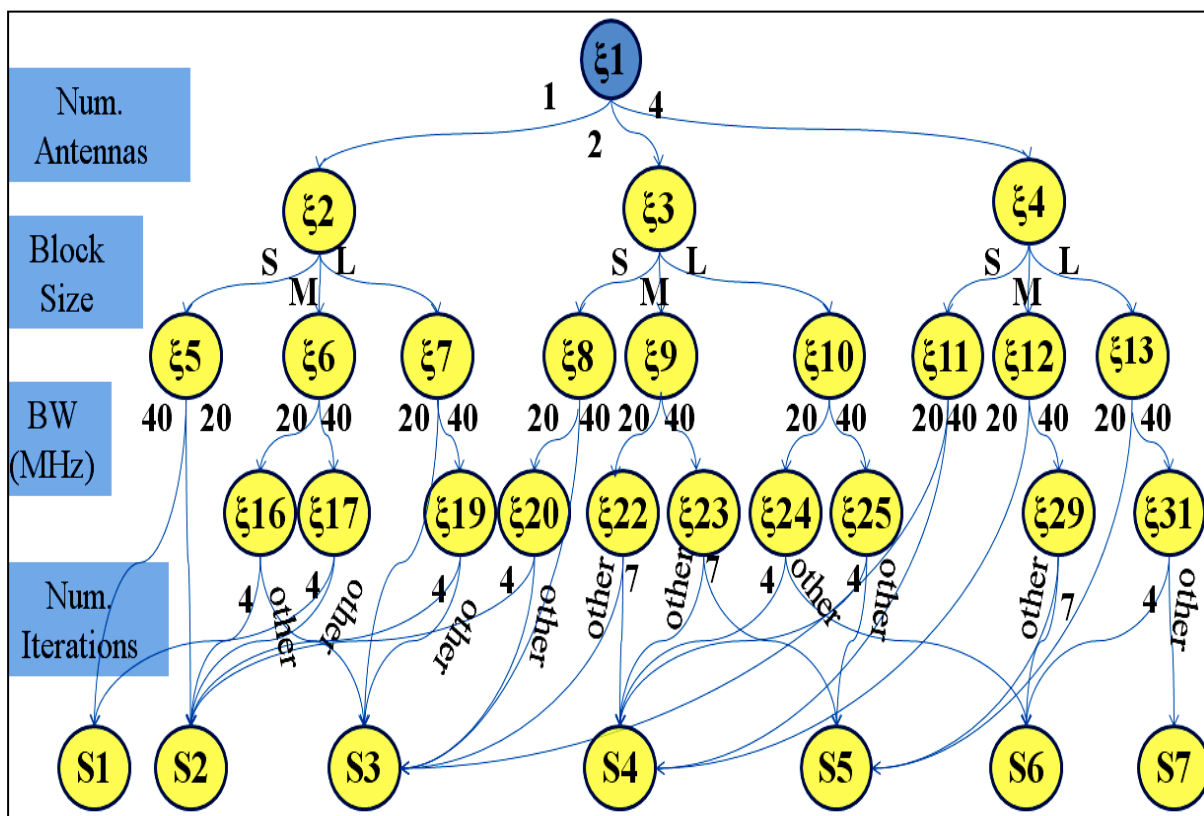 ξ1
1
4
2
Num.
Antennas
ξ2
ξ3
ξ4
Block
Size
S
L
M
S
L
M
S
L
M
ξ5
ξ6
ξ7
ξ8
ξ9
ξ10
ξ11
ξ12
ξ13
BW
(MHz)
40 20
20 40
20 40
20 40
20 40
20 40
20 40
20 40
20 40
ξ16
ξ17
ξ19
ξ20
ξ22
ξ23
ξ24
ξ25
ξ29
ξ31
Num.
Iterations
4
other
4
other
4
other
4
other
other
7
other
7
4
other
4
other
other
7
4
other
S1
S2
S3
S4
S5
S6
S7